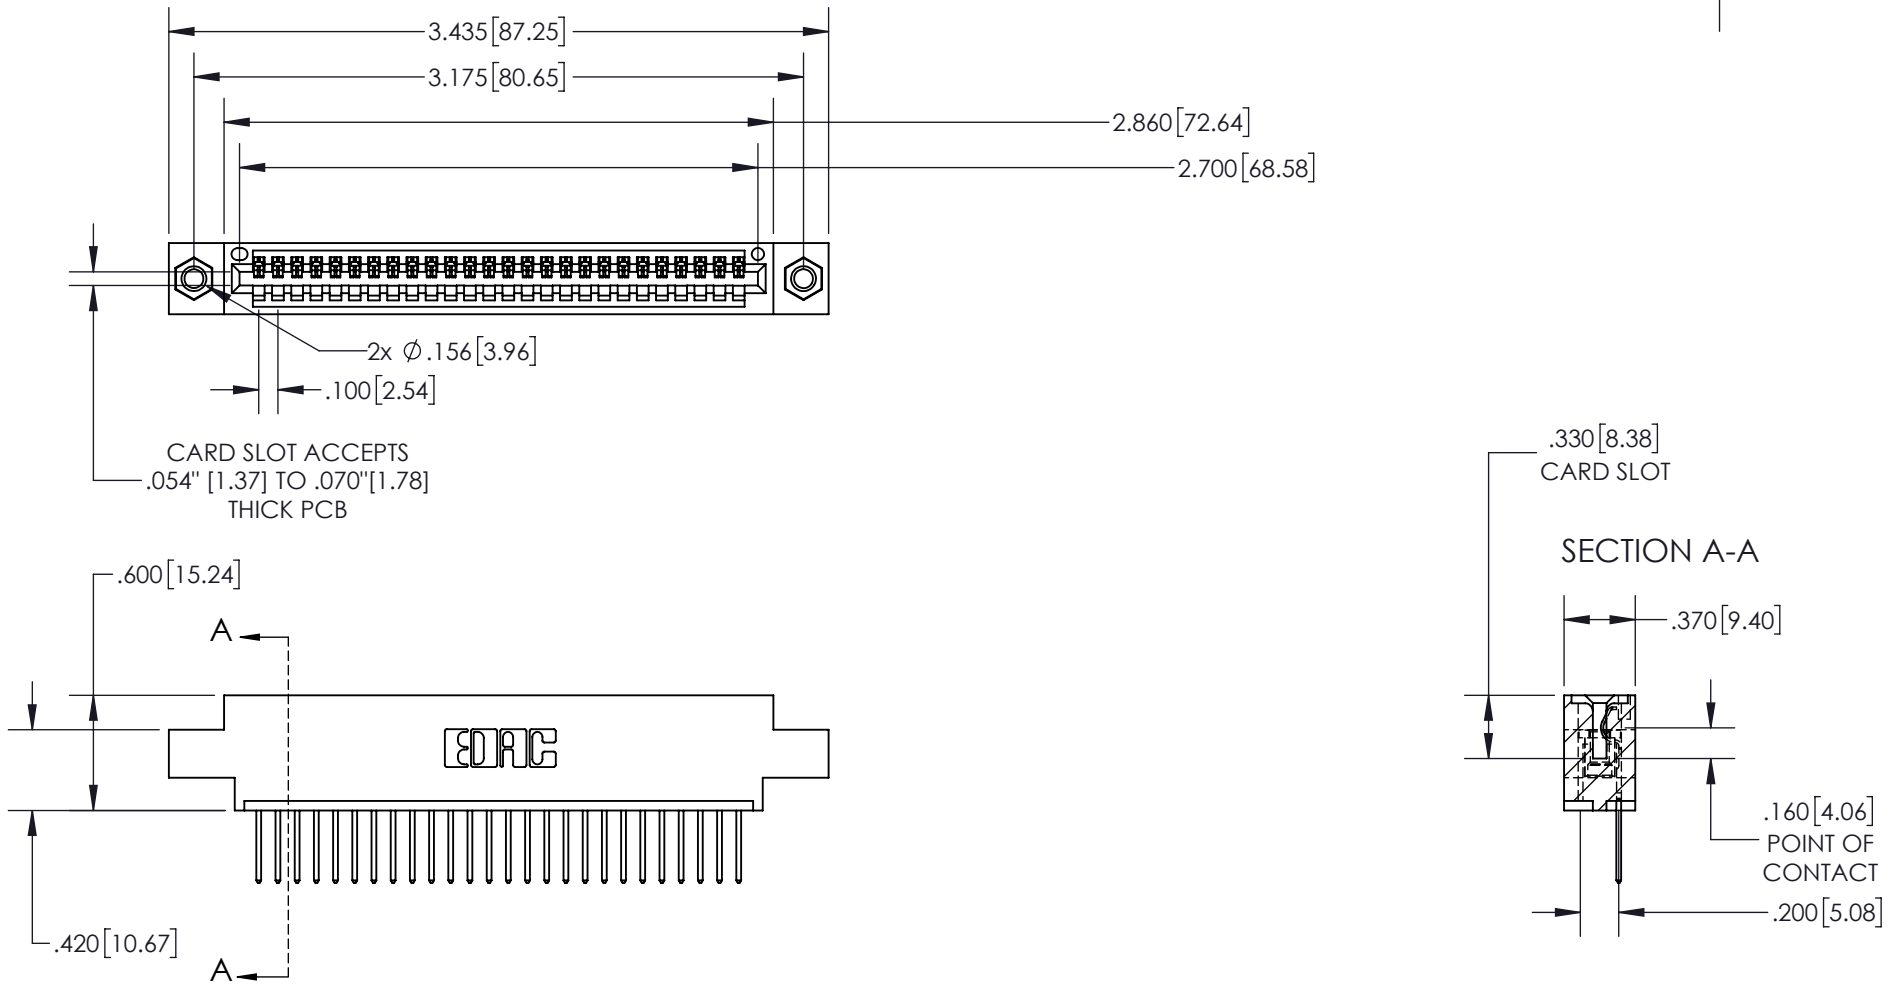 3.435[87.25]
3.175[80.65]
2.860[72.64]
2.700[68.58]
2x Ø.156[3.96]
.100[2.54]
CARD SLOT ACCEPTS
.054" [1.37] TO .070"[1.78]
THICK PCB
.330[8.38]
CARD SLOT
SECTION A-A
.600[15.24]
.370[9.40]
A
EDAC
.160[4.06]
POINT OF
CONTACT
.200[5.08]
.420[10.67]
A